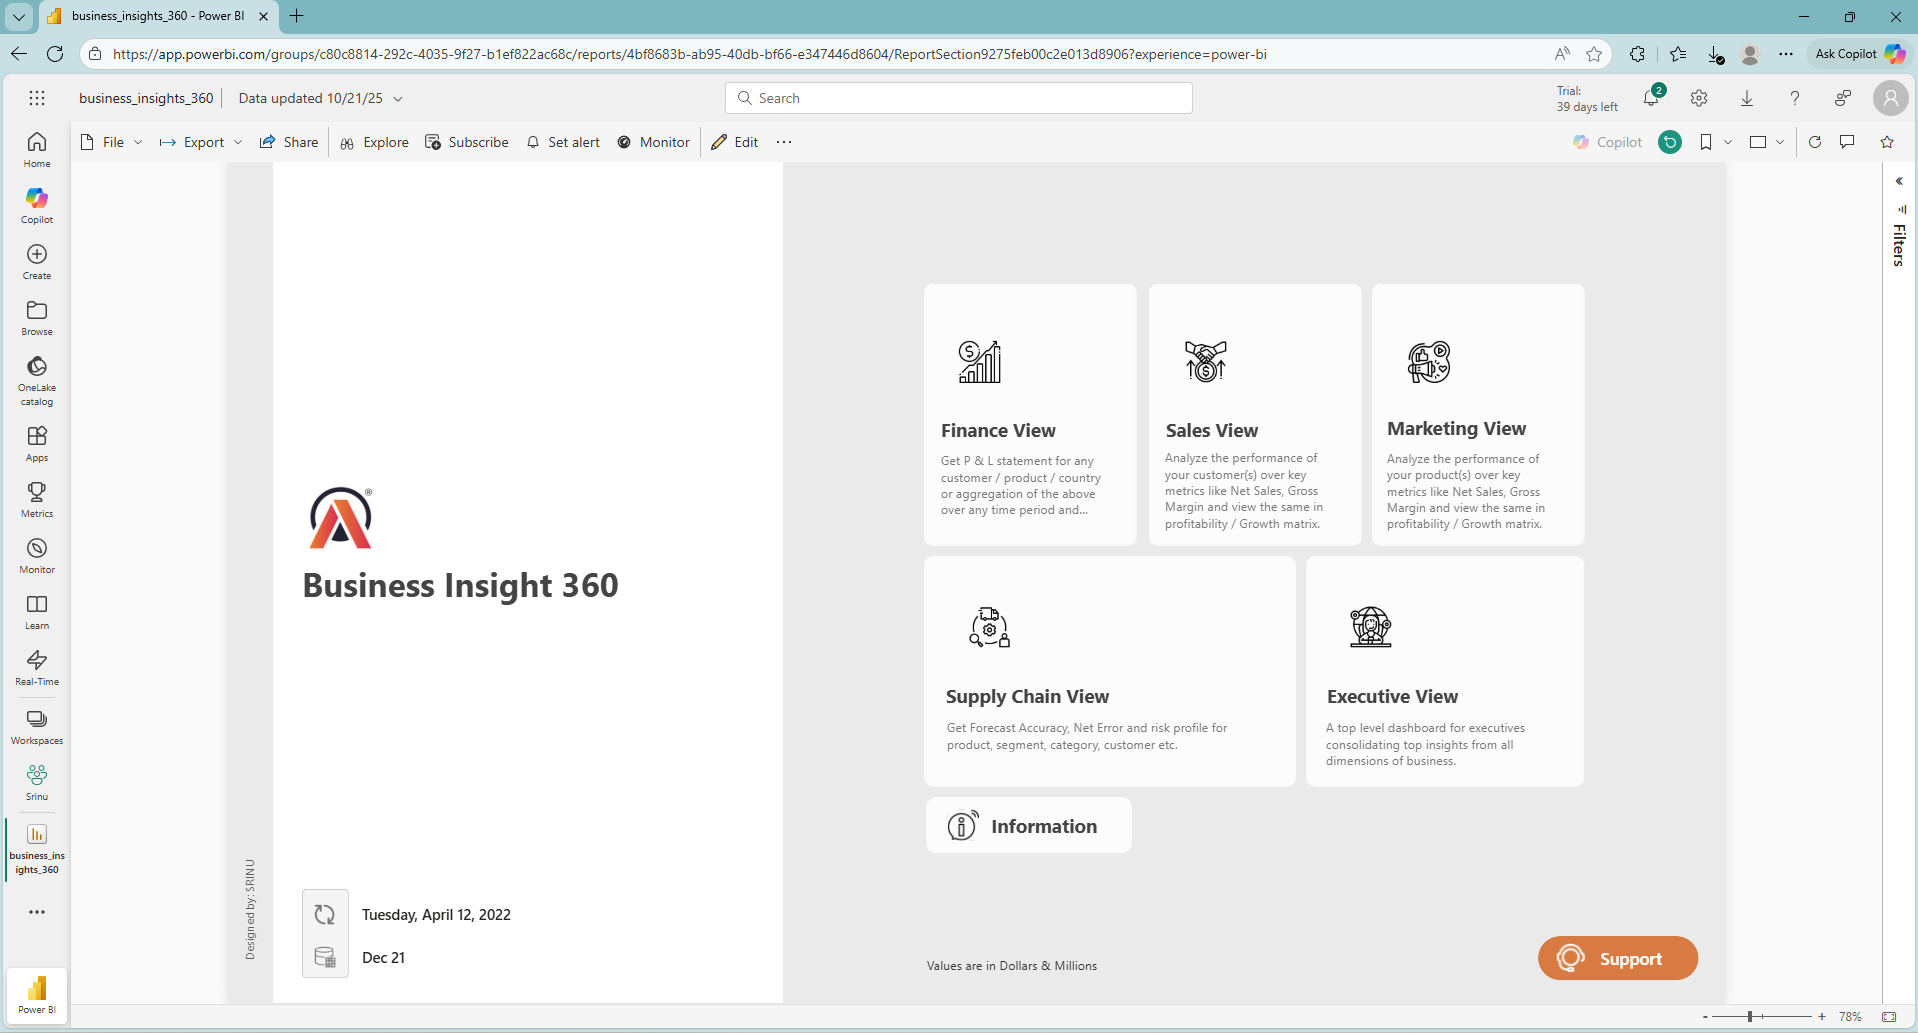 business_insights_360 - Power BI
https://app.powerbi.com/groups/c80c8814-292c-4035-9f27-b1ef822ac68c/reports/4bf8683b-ab95-40db-bf66-e347446d8604/ReportSection9275feb00c2e013d8906?experience=power-bi
Ask Copilot
business_insights_360
Data updated 10/21/25
Search
Trial:
39 days left
2
File
Export
Share
Explore
Subscribe
Set alert
Monitor
Edit
Copilot
Home
Copilot
Create
Browse
OneLake
catalog
Apps
Metrics
Monitor
Learn
Real-Time
Workspaces
Srinu
business_ins
ights_360
Power BI
Filters
Business Insight 360
Designed by: SRINU
Tuesday, April 12, 2022
Dec 21
Finance View
Get P & L statement for any
customer / product / country
or aggregation of the above
over any time period and...
Sales View
Analyze the performance of
your customer(s) over key
metrics like Net Sales, Gross
Margin and view the same in
profitability / Growth matrix.
Marketing View
Analyze the performance of
your product(s) over key
metrics like Net Sales, Gross
Margin and view the same in
profitability / Growth matrix.
Supply Chain View
Get Forecast Accuracy, Net Error and risk profile for
product, segment, category, customer etc.
Executive View
A top level dashboard for executives
consolidating top insights from all
dimensions of business.
Information
Values are in Dollars & Millions
Support
78%